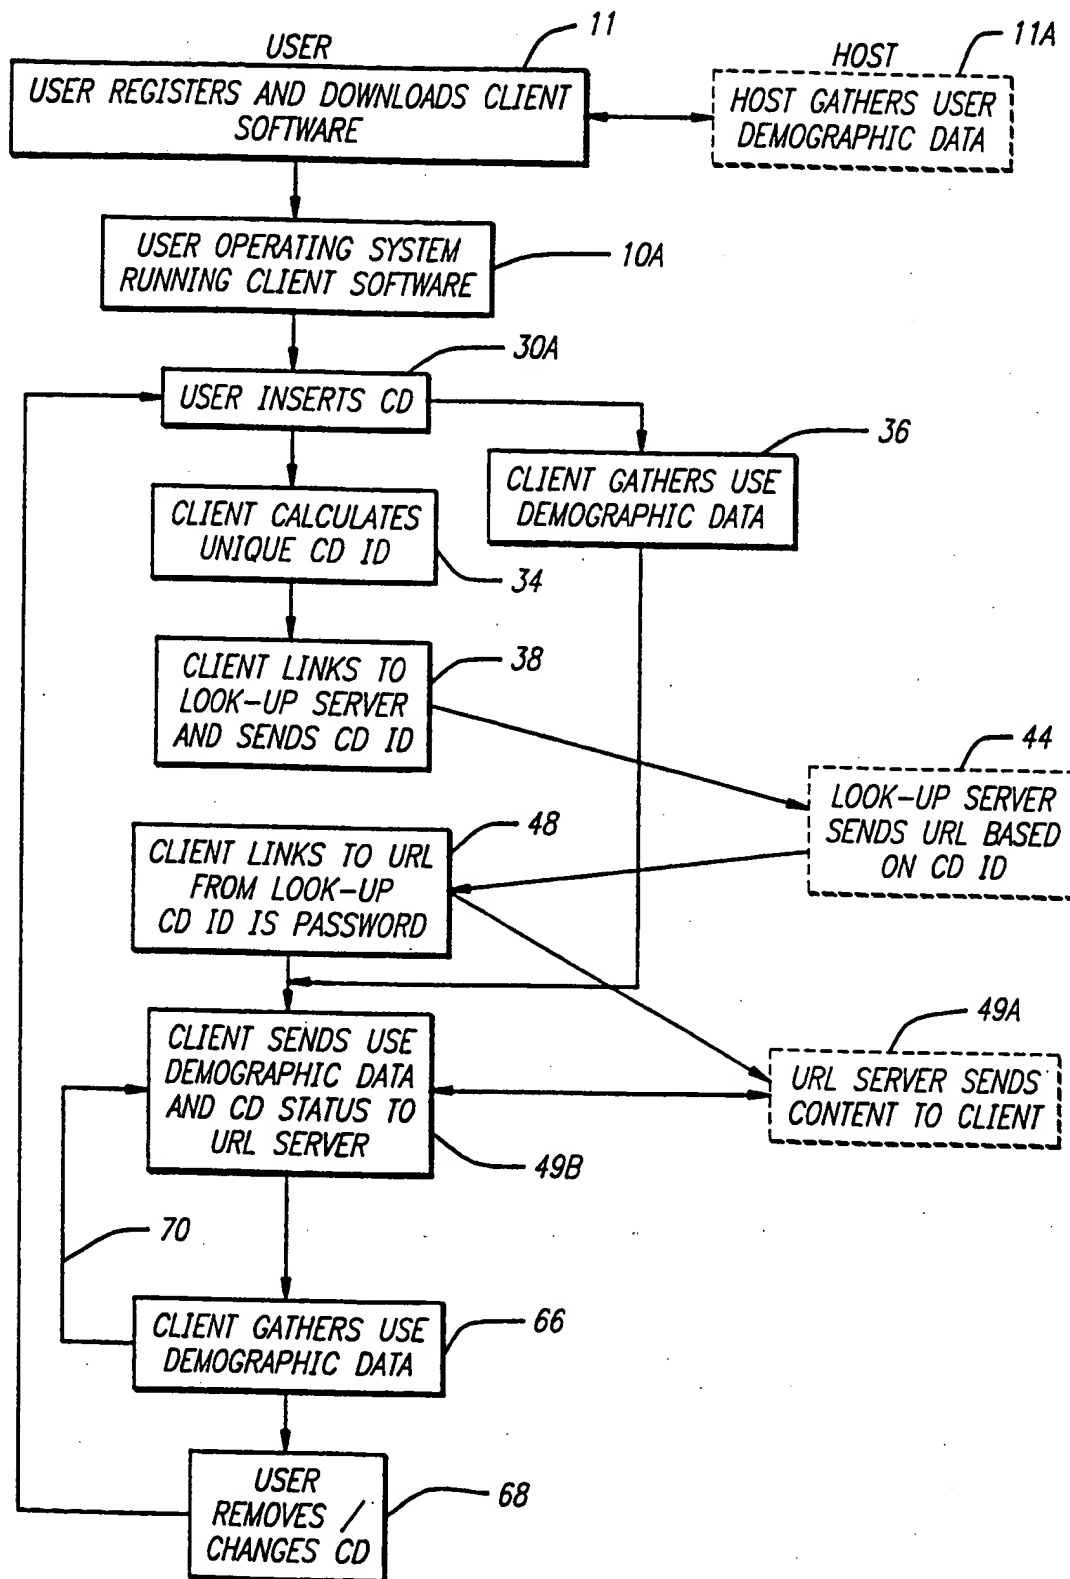 11
USER
USER REGISTERS AND DOWNLOADS CLIENT
SOFTWARE
11A
HOST
HOST GATHERS USER
DEMOGRAPHIC DATA
USER OPERATING SYSTEM
RUNNING CLIENT SOFTWARE
10A
30A
USER INSERTS CD
36
CLIENT GATHERS USE
DEMOGRAPHIC DATA
CLIENT CALCULATES
UNIQUE CD ID
34
CLIENT LINKS TO
LOOK-UP SERVER
AND SENDS CD ID
38
44
LOOK-UP SERVER
SENDS URL BASED
ON CD ID
48
CLIENT LINKS TO URL
FROM LOOK-UP
CD ID IS PASSWORD
CLIENT SENDS USE
DEMOGRAPHIC DATA
AND CD STATUS TO
URL SERVER
49B
49A
URL SERVER SENDS
CONTENT TO CLIENT
70
CLIENT GATHERS USE
DEMOGRAPHIC DATA
66
USER
REMOVES /
CHANGES CD
68